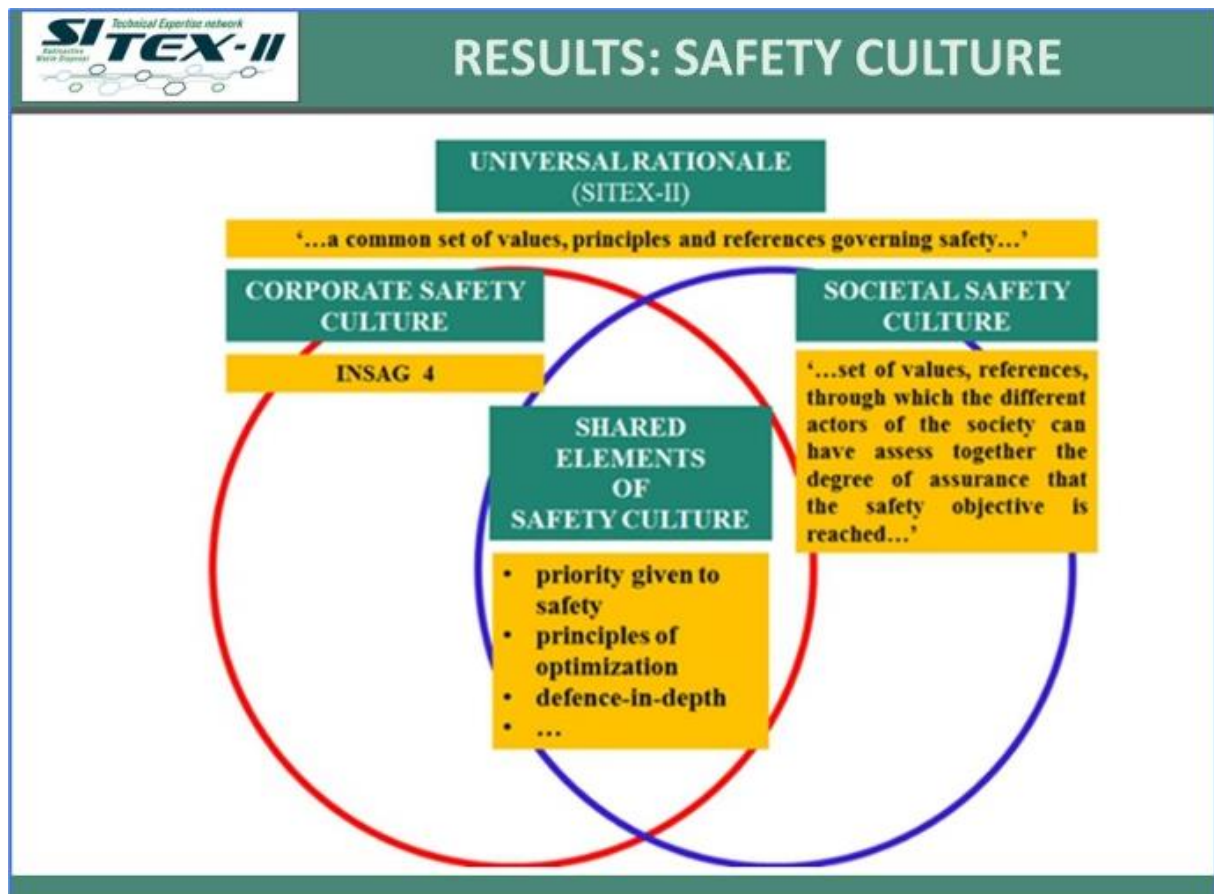 Technical Expertise network
SITEX-II
Radioactive
Waste Disposal
RESULTS: SAFETY CULTURE
UNIVERSAL RATIONALE
(SITEX-II)
‘…a common set of values, principles and references governing safety…’
CORPORATE SAFETY
CULTURE
INSAG 4
SOCIETAL SAFETY
CULTURE
‘…set of values, references,
through which the different
actors of the society can
have assess together the
degree of assurance that
the safety objective is
reached…’
SHARED
ELEMENTS
OF
SAFETY CULTURE
• priority given to
safety
• principles of
optimization
• defence-in-depth
• …